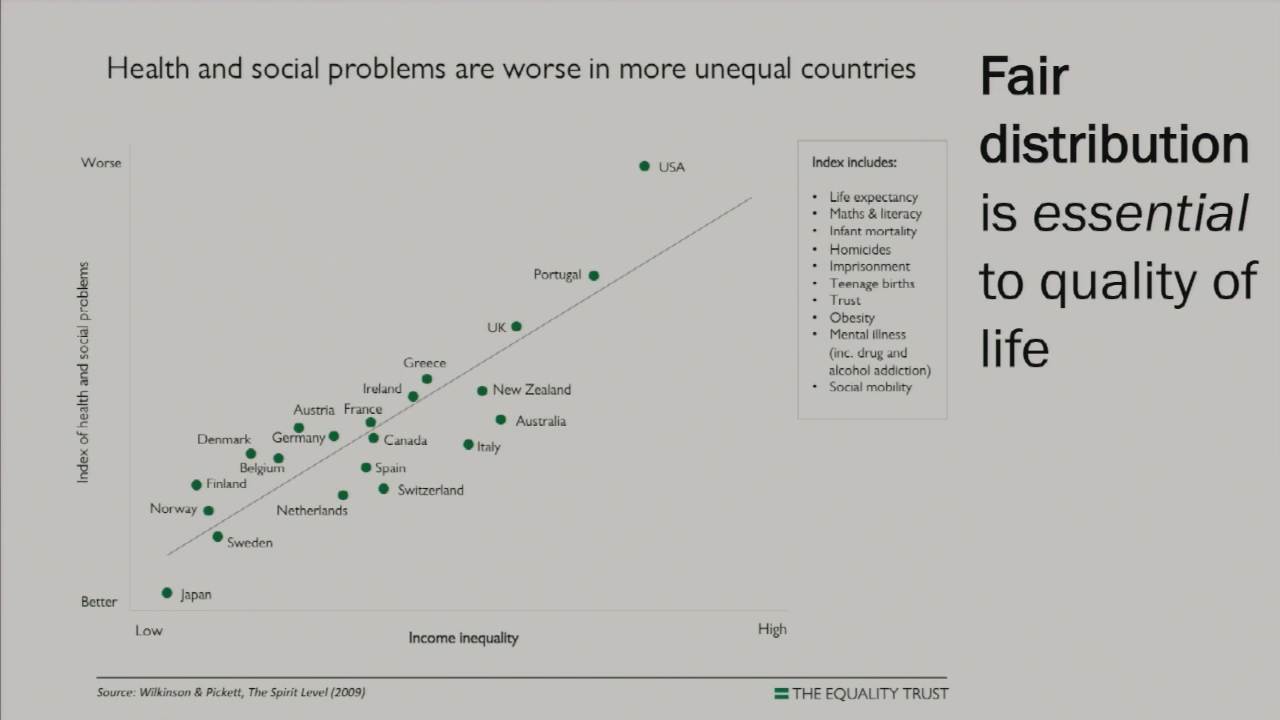 Health and social problems are worse in more unequal countries
Fair
distribution
is essential
to quality of
life
Worse
Better
Index of health and social problems
USA
Portugal
UK
Greece
Ireland
New Zealand
Austria
France
Australia
Denmark
Germany
Canada
Italy
Belgium
Spain
Finland
Switzerland
Norway
Netherlands
Sweden
Japan
Low
Income inequality
High
Index includes:
• Life expectancy
• Maths & literacy
• Infant mortality
• Homicides
• Imprisonment
• Teenage births
• Trust
• Obesity
• Mental illness
(inc. drug and
alcohol addiction)
• Social mobility
Source: Wilkinson & Pickett, The Spirit Level (2009)
THE EQUALITY TRUST